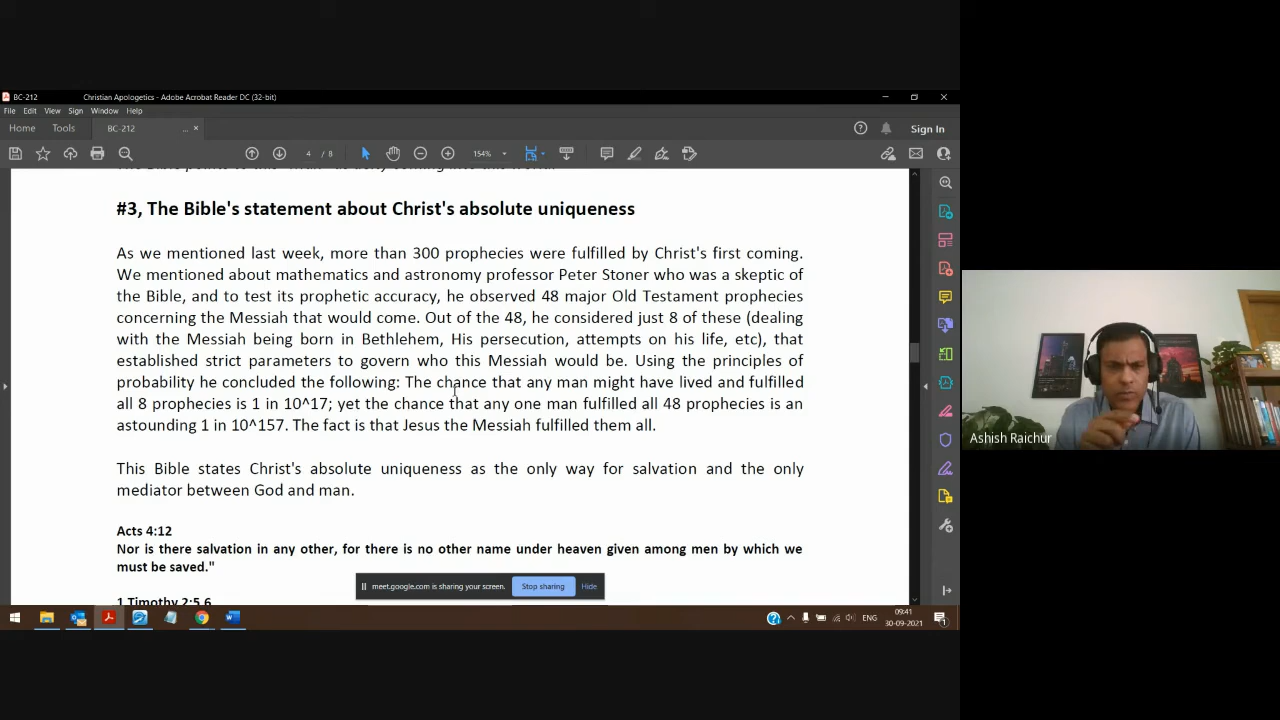 BC-212 Christian Apologetics - Adobe Acrobat Reader DC (32-bit)
File Edit View Sign Window Help
Home Tools BC-212 ... × Sign In
4 / 8 154%
#3, The Bible's statement about Christ's absolute uniqueness
As we mentioned last week, more than 300 prophecies were fulfilled by Christ's first coming.
We mentioned about mathematics and astronomy professor Peter Stoner who was a skeptic of
the Bible, and to test its prophetic accuracy, he observed 48 major Old Testament prophecies
concerning the Messiah that would come. Out of the 48, he considered just 8 of these (dealing
with the Messiah being born in Bethlehem, His persecution, attempts on his life, etc), that
established strict parameters to govern who this Messiah would be. Using the principles of
probability he concluded the following: The chance that any man might have lived and fulfilled
all 8 prophecies is 1 in 10^17; yet the chance that any one man fulfilled all 48 prophecies is an
astounding 1 in 10^157. The fact is that Jesus the Messiah fulfilled them all.
This Bible states Christ's absolute uniqueness as the only way for salvation and the only
mediator between God and man.
Acts 4:12
Nor is there salvation in any other, for there is no other name under heaven given among men by which we
must be saved."
1 Timothy 2:5,6
meet.google.com is sharing your screen. Stop sharing Hide
ENG 09:41
30-09-2021
Ashish Raichur